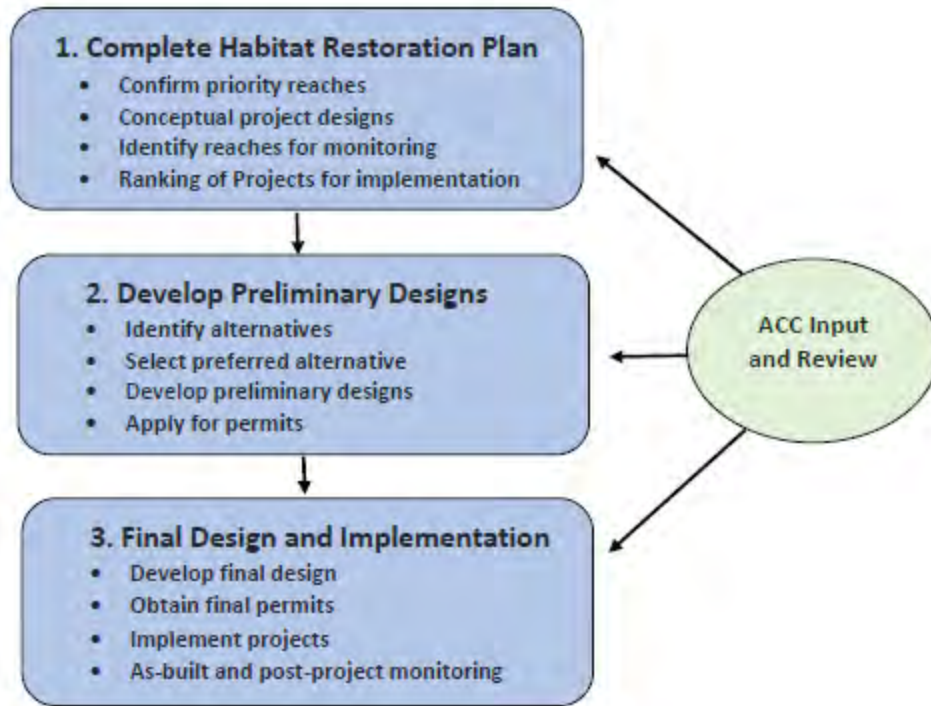 1. Complete Habitat Restoration Plan
• Confirm priority reaches
• Conceptual project designs
• Identify reaches for monitoring
• Ranking of Projects for implementation
2. Develop Preliminary Designs
• Identify alternatives
• Select preferred alternative
• Develop preliminary designs
• Apply for permits
ACC Input
and Review
3. Final Design and Implementation
• Develop final design
• Obtain final permits
• Implement projects
• As-built and post-project monitoring